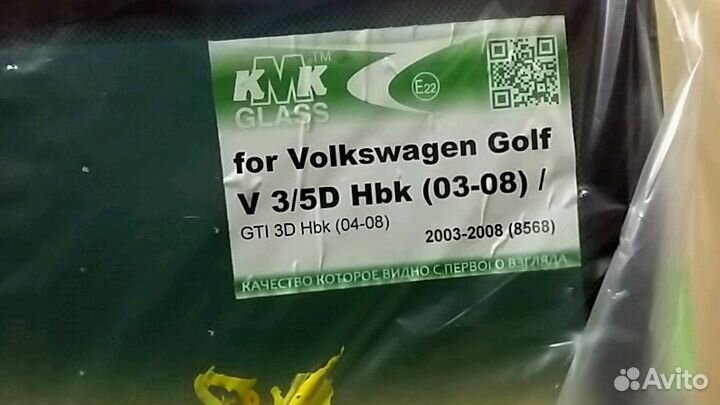 KMK™
GLASS
E22
for Volkswagen Golf
V 3/5D Hbk (03-08) /
GTI 3D Hbk (04-08)
2003-2008 (8568)
КАЧЕСТВО КОТОРОЕ ВИДНО С ПЕРВОГО ВЗГЛЯДА
Avito